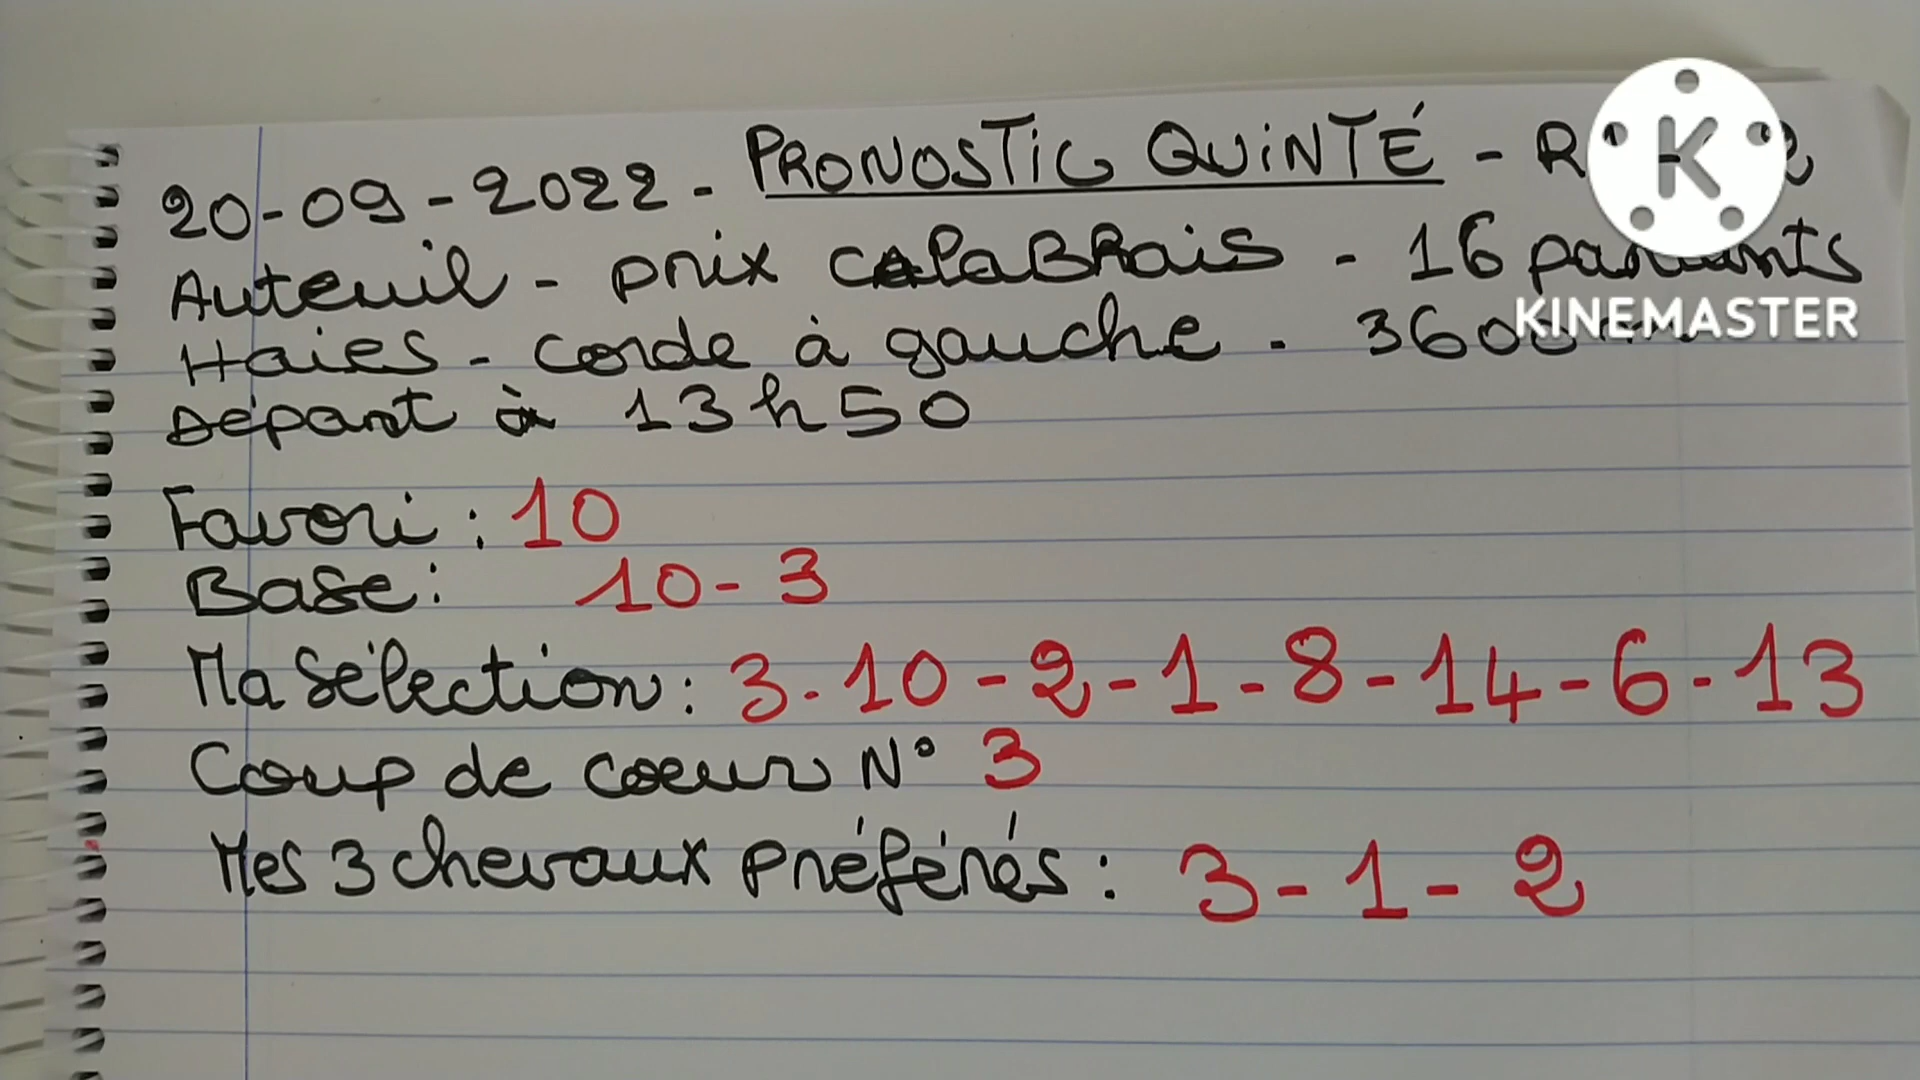 20-09-2022 - PRONOSTIC QUINTÉ -
Auteuil - prix CALABRAis - 16 partants
Haies - corde à gauche - 3600
Départ à 13h50
Favori : 10
Base : 10 - 3
Ma sélection : 3 - 10 - 2 - 1 - 8 - 14 - 6 - 13
Coup de coeur N° 3
Mes 3 chevaux préférés : 3 - 1 - 2
K
KINEMASTER